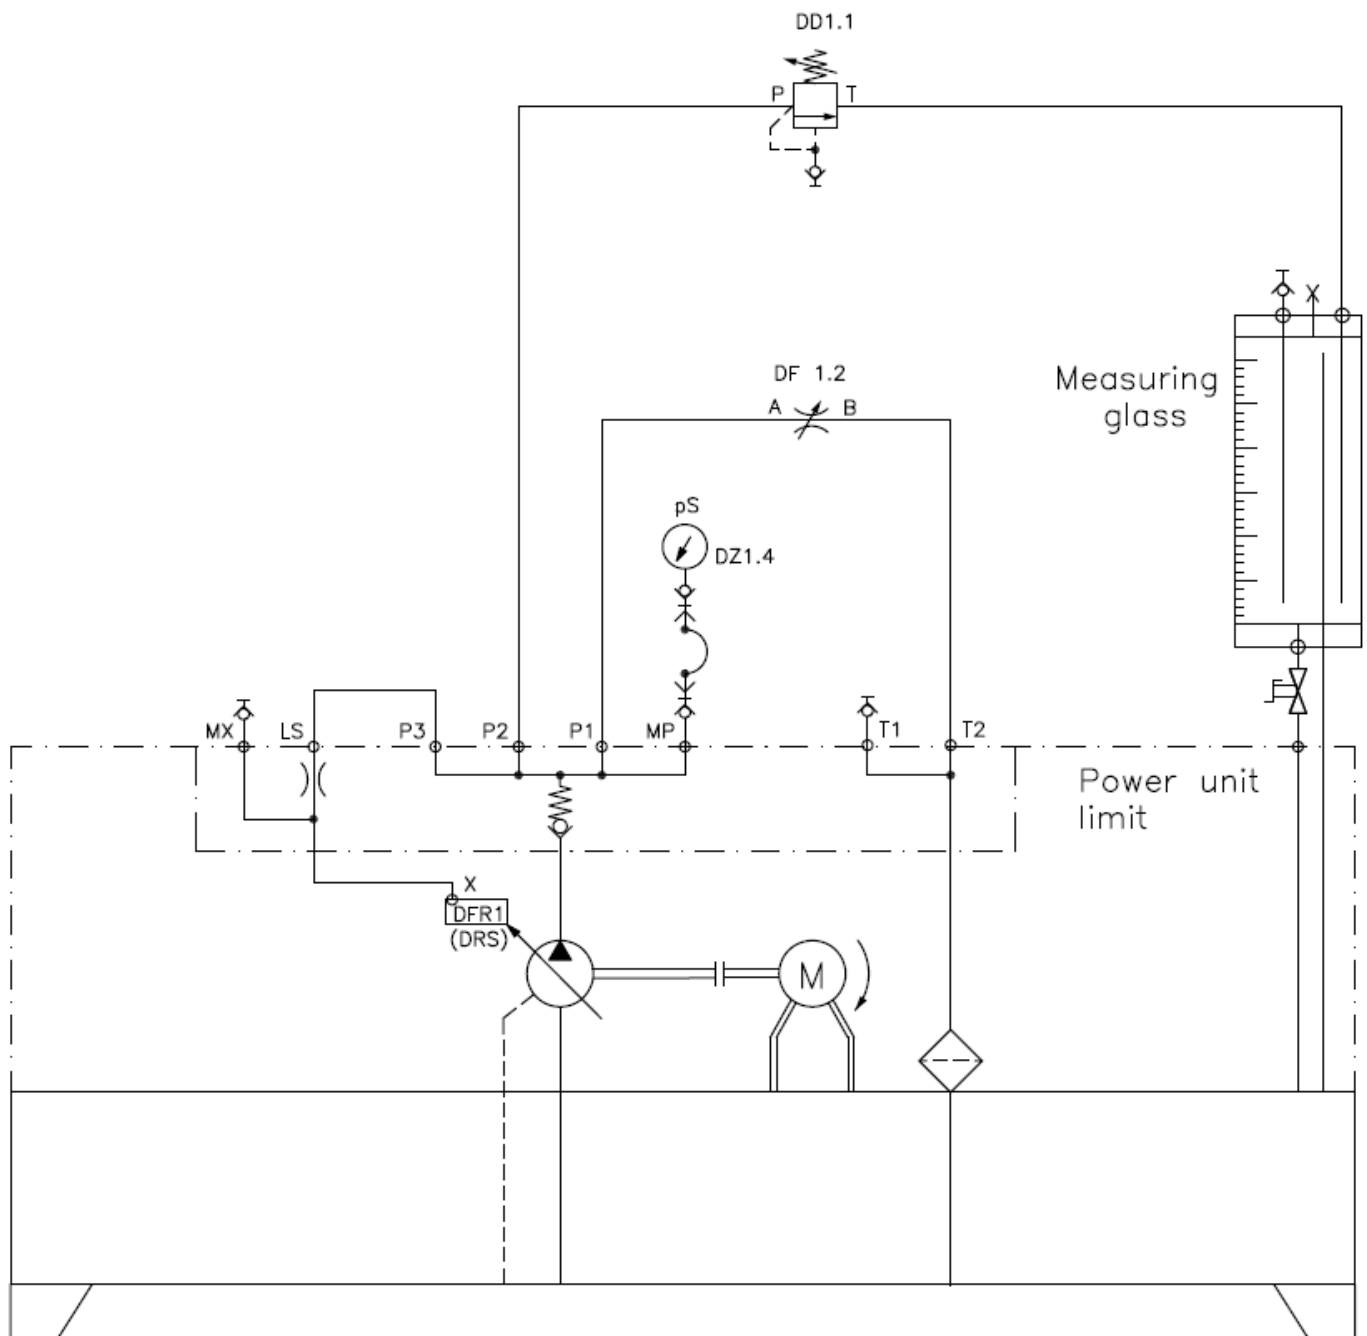 DD1.1
P T
DF 1.2
A B
Measuring
glass
pS
DZ1.4
MX LS P3 P2 P1 MP T1 T2
Power unit
limit
X
DFR1
(DRS)
M